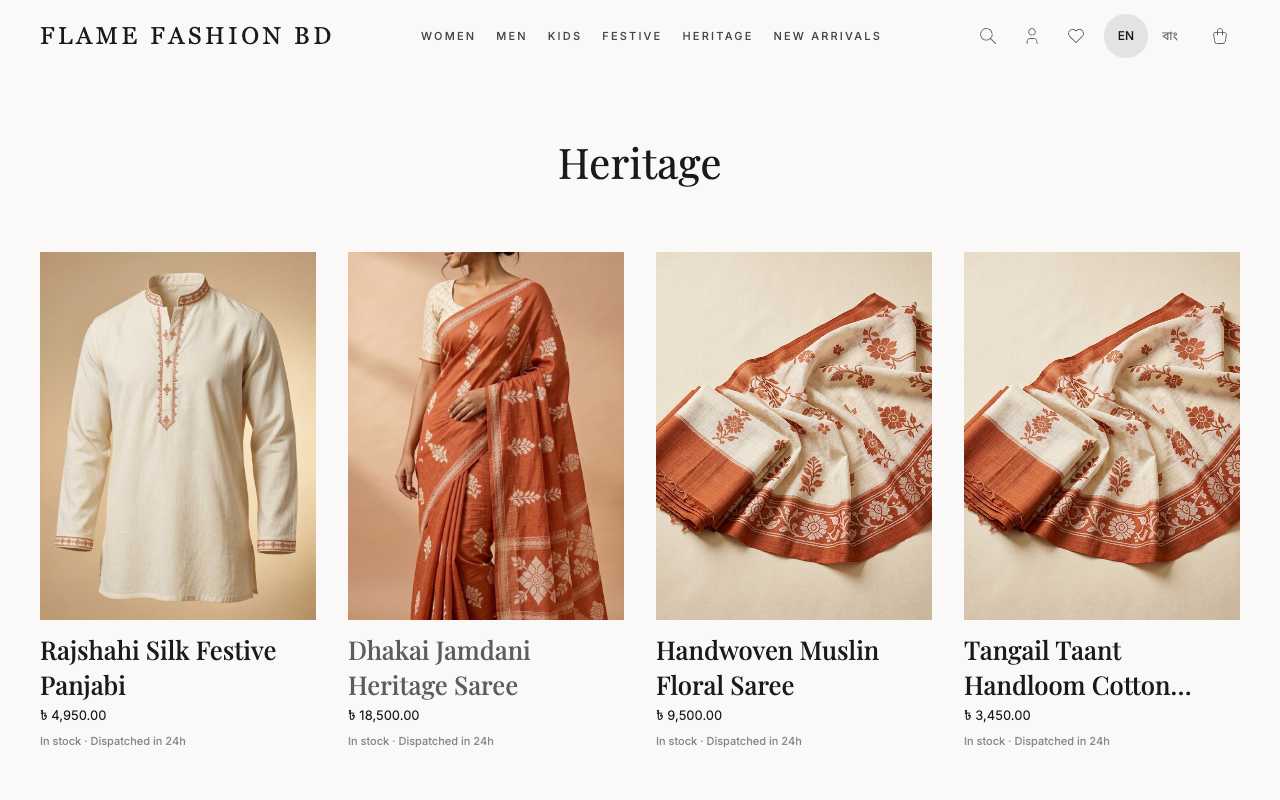 FLAME FASHION BD
WOMEN MEN KIDS FESTIVE HERITAGE NEW ARRIVALS
EN বাং
Heritage
Rajshahi Silk Festive
Panjabi
৳ 4,950.00
In stock · Dispatched in 24h
Dhakai Jamdani
Heritage Saree
৳ 18,500.00
In stock · Dispatched in 24h
Handwoven Muslin
Floral Saree
৳ 9,500.00
In stock · Dispatched in 24h
Tangail Taant
Handloom Cotton...
৳ 3,450.00
In stock · Dispatched in 24h